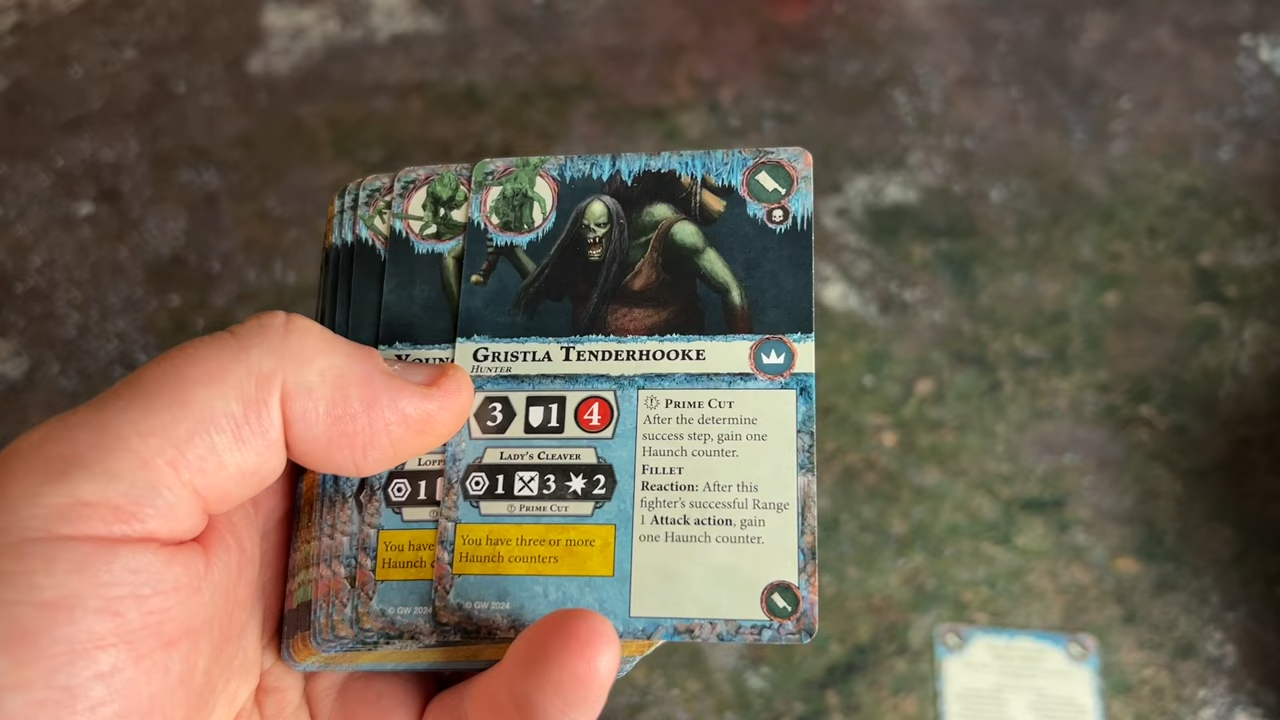 Gristla Tenderhooke
Hunter
3 1 4
Lady's Cleaver
1 3 2
Prime Cut
You have three or more
Haunch counters
© GW 2024
Prime Cut
After the determine
success step, gain one
Haunch counter.
Fillet
Reaction: After this
fighter's successful Range
1 Attack action, gain
one Haunch counter.
1
You have
Haunch
© GW 2024